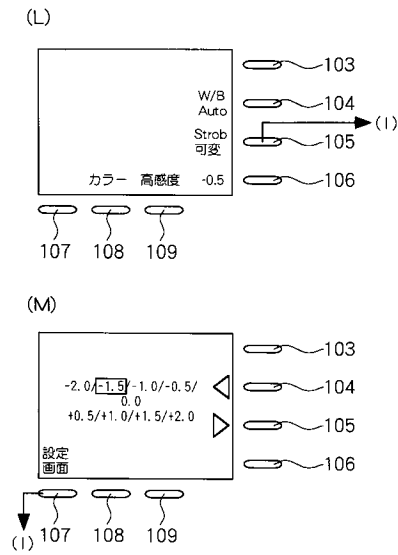 (L)
103
W/B
Auto
104
(I)
Strob
可変
105
カラー 高感度 -0.5
106
107 108 109
(M)
103
-2.0/-1.5/-1.0/-0.5/
0.0
+0.5/+1.0/+1.5/+2.0
104
105
設定
画面
106
(I)
107 108 109